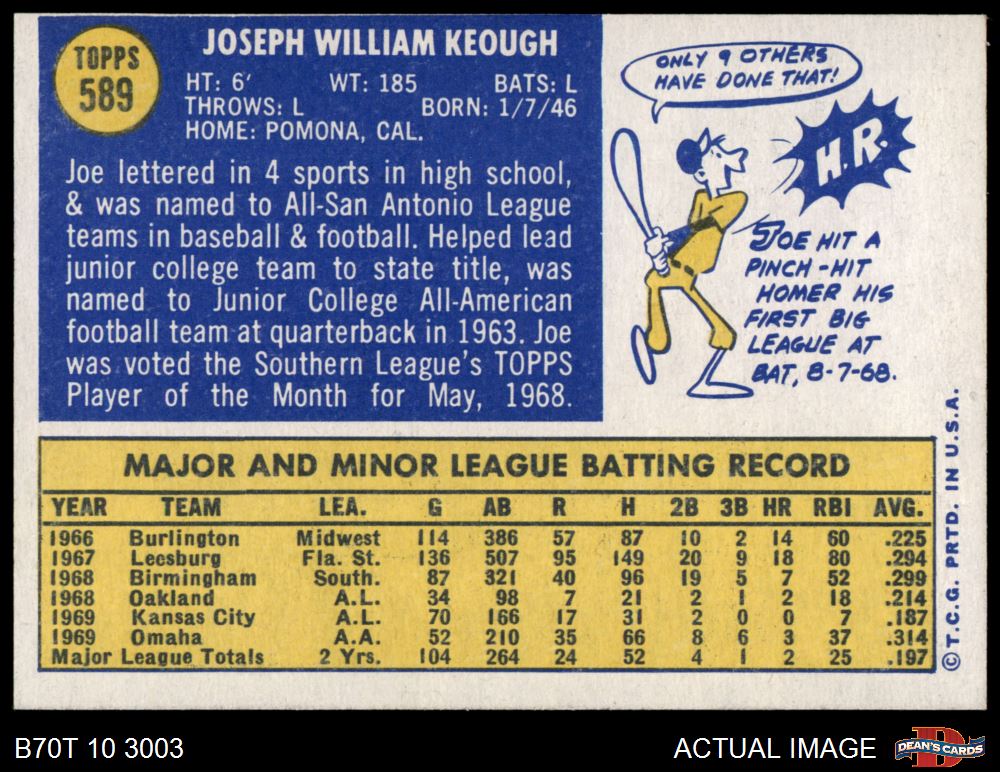 TOPPS
589
JOSEPH WILLIAM KEOUGH
HT: 6' WT: 185 BATS: L
THROWS: L BORN: 1/7/46
HOME: POMONA, CAL.
Joe lettered in 4 sports in high school,
& was named to All-San Antonio League
teams in baseball & football. Helped lead
junior college team to state title, was
named to Junior College All-American
football team at quarterback in 1963. Joe
was voted the Southern League's TOPPS
Player of the Month for May, 1968.
ONLY 9 OTHERS
HAVE DONE THAT!
H.R.
JOE HIT A
PINCH-HIT
HOMER HIS
FIRST BIG
LEAGUE AT
BAT, 8-7-68.
MAJOR AND MINOR LEAGUE BATTING RECORD
YEAR TEAM LEA. G AB R H 2B 3B HR RBI AVG.
1966 Burlington Midwest 114 386 57 87 10 2 14 60 .225
1967 Leesburg Fla. St. 136 507 95 149 20 9 18 80 .294
1968 Birmingham South. 87 321 40 96 19 5 7 52 .299
1968 Oakland A.L. 34 98 7 21 2 1 2 18 .214
1969 Kansas City A.L. 70 166 17 31 2 0 0 7 .187
1969 Omaha A.A. 52 210 35 66 8 6 3 37 .314
Major League Totals 2 Yrs. 104 264 24 52 4 1 2 25 .197
©T.C.G. PRTD. IN U.S.A.
B70T 10 3003
ACTUAL IMAGE
D
DEAN'S CARDS